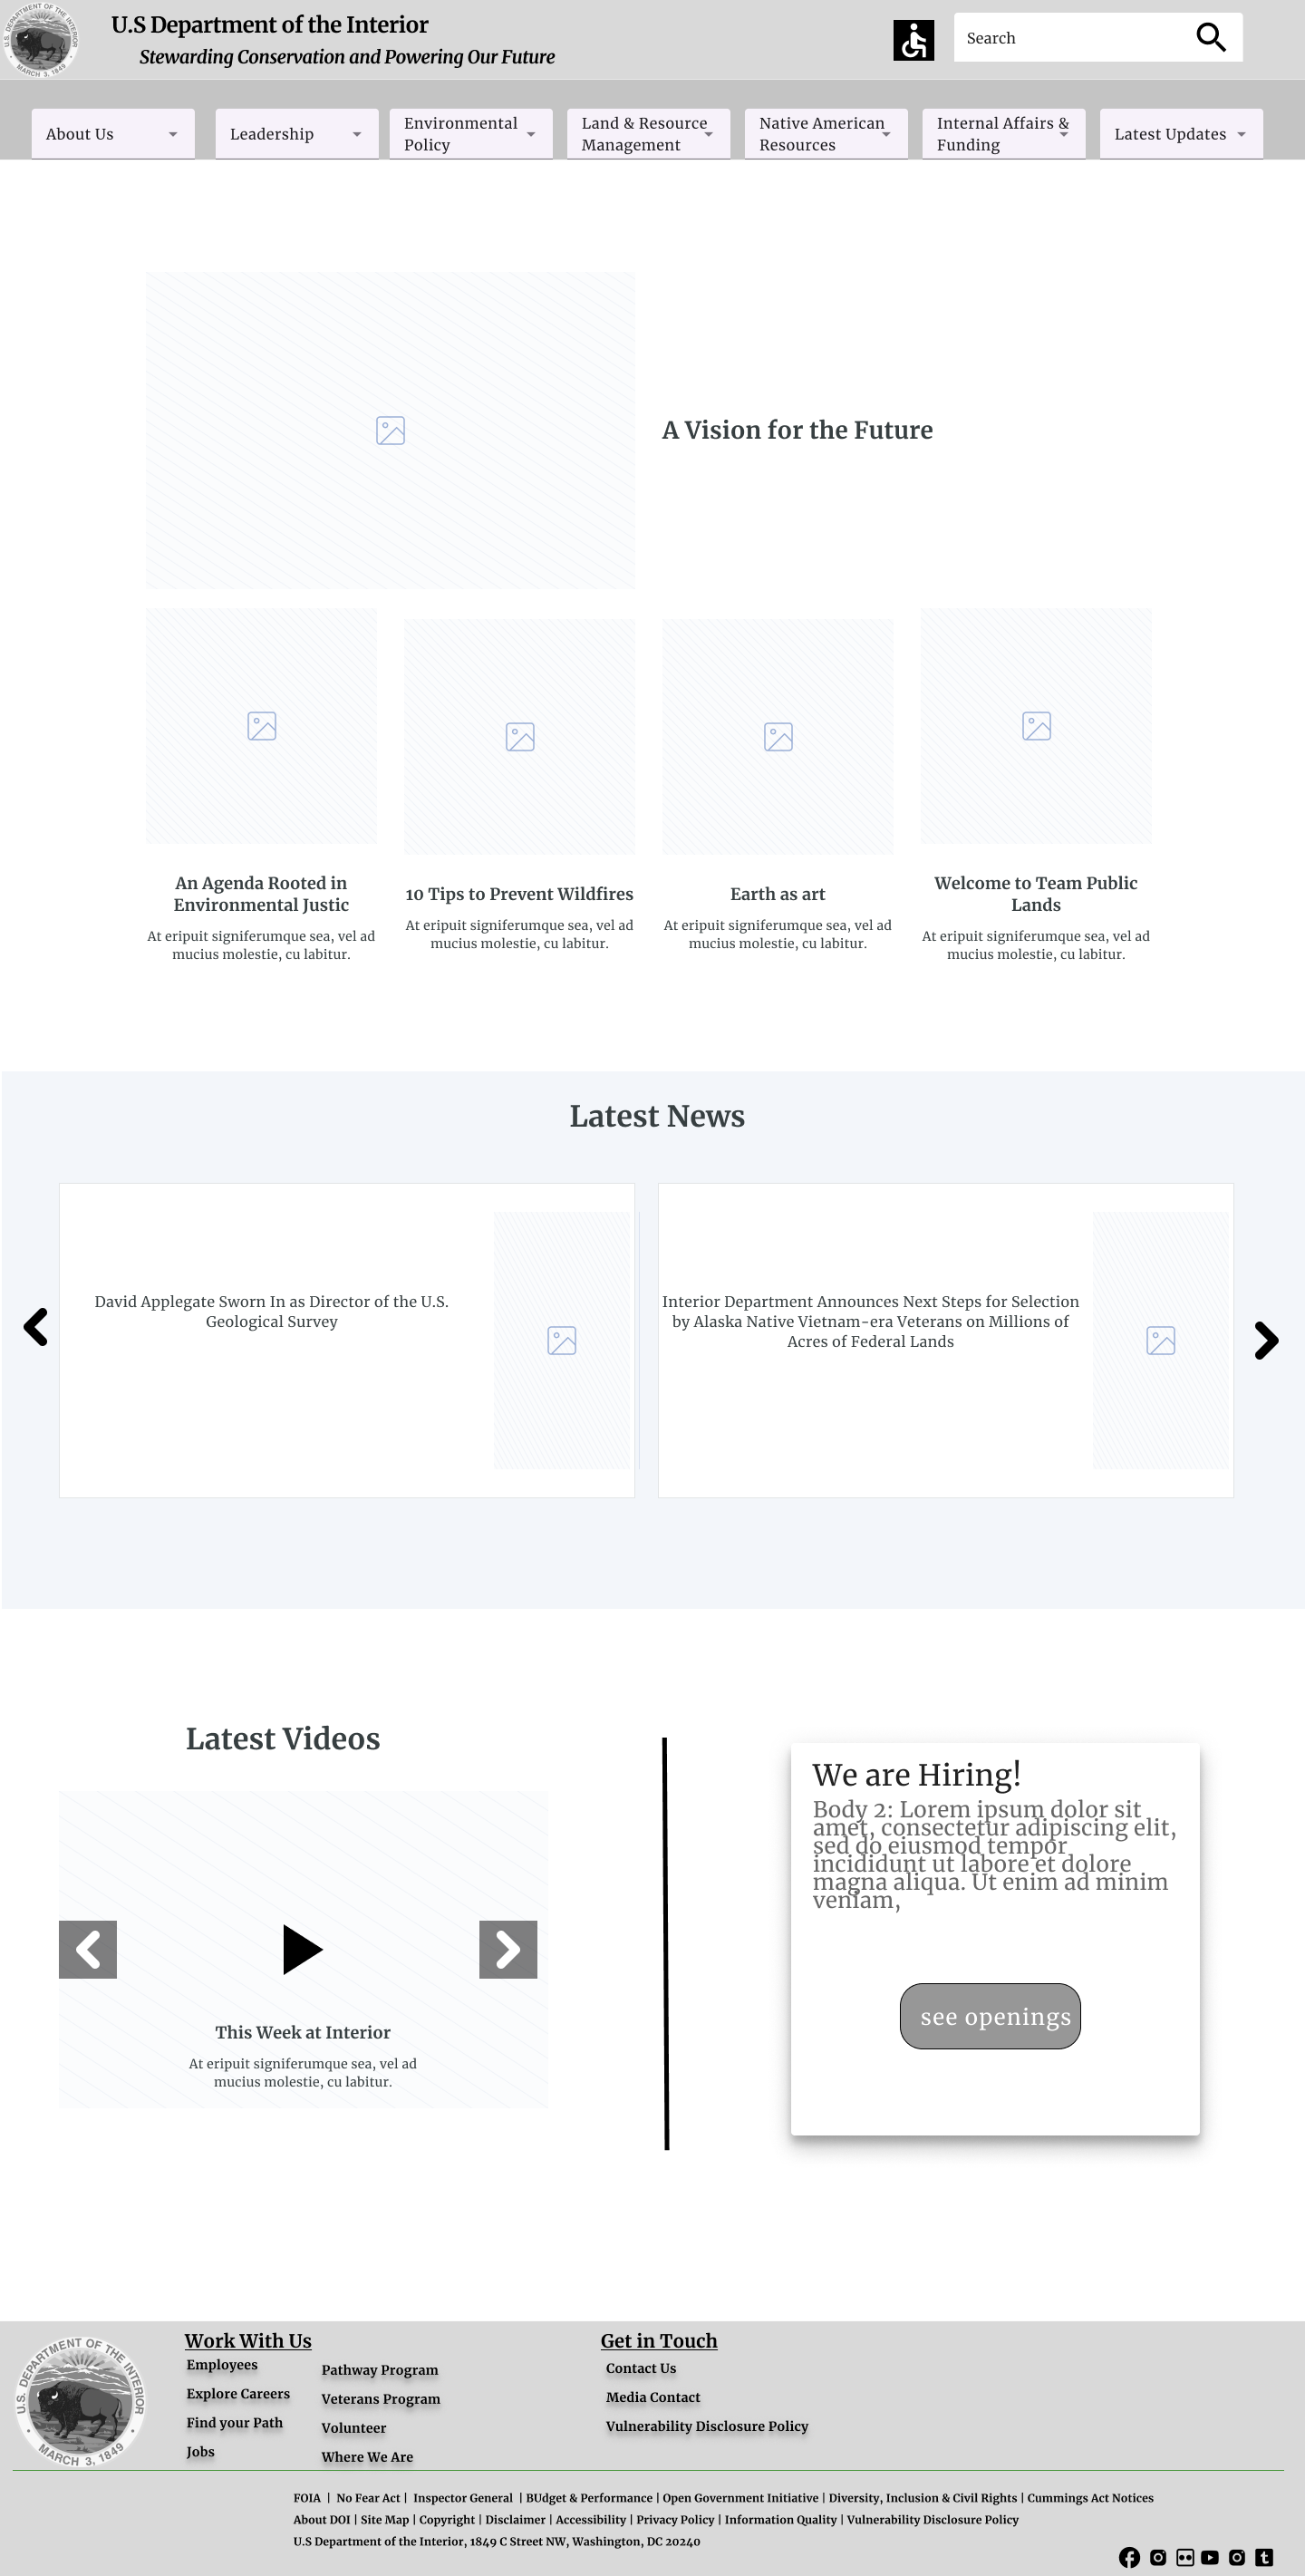 U.S. DEPARTMENT OF THE INTERIOR
MARCH 3, 1849
U.S Department of the Interior
Stewarding Conservation and Powering Our Future
Search
About Us
Leadership
Environmental
Policy
Land & Resource
Management
Native American
Resources
Internal Affairs &
Funding
Latest Updates
A Vision for the Future
An Agenda Rooted in
Environmental Justic
At eripuit signiferumque sea, vel ad
mucius molestie, cu labitur.
10 Tips to Prevent Wildfires
At eripuit signiferumque sea, vel ad
mucius molestie, cu labitur.
Earth as art
At eripuit signiferumque sea, vel ad
mucius molestie, cu labitur.
Welcome to Team Public
Lands
At eripuit signiferumque sea, vel ad
mucius molestie, cu labitur.
Latest News
David Applegate Sworn In as Director of the U.S.
Geological Survey
Interior Department Announces Next Steps for Selection
by Alaska Native Vietnam-era Veterans on Millions of
Acres of Federal Lands
Latest Videos
This Week at Interior
At eripuit signiferumque sea, vel ad
mucius molestie, cu labitur.
We are Hiring!
Body 2: Lorem ipsum dolor sit
amet, consectetur adipiscing elit,
sed do eiusmod tempor
incididunt ut labore et dolore
magna aliqua. Ut enim ad minim
veniam,
see openings
U.S. DEPARTMENT OF THE INTERIOR
MARCH 3, 1849
Work With Us
Employees
Explore Careers
Find your Path
Jobs
Pathway Program
Veterans Program
Volunteer
Where We Are
Get in Touch
Contact Us
Media Contact
Vulnerability Disclosure Policy
FOIA | No Fear Act | Inspector General | BUdget & Performance | Open Government Initiative | Diversity, Inclusion & Civil Rights | Cummings Act Notices
About DOI | Site Map | Copyright | Disclaimer | Accessibility | Privacy Policy | Information Quality | Vulnerability Disclosure Policy
U.S Department of the Interior, 1849 C Street NW, Washington, DC 20240